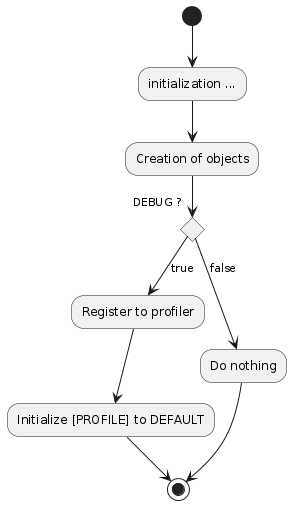 initialization ...
Creation of objects
DEBUG ?
true
false
Register to profiler
Do nothing
Initialize [PROFILE] to DEFAULT